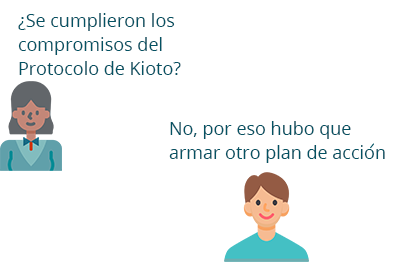 ¿Se cumplieron los
compromisos del
Protocolo de Kioto?
No, por eso hubo que
armar otro plan de acción